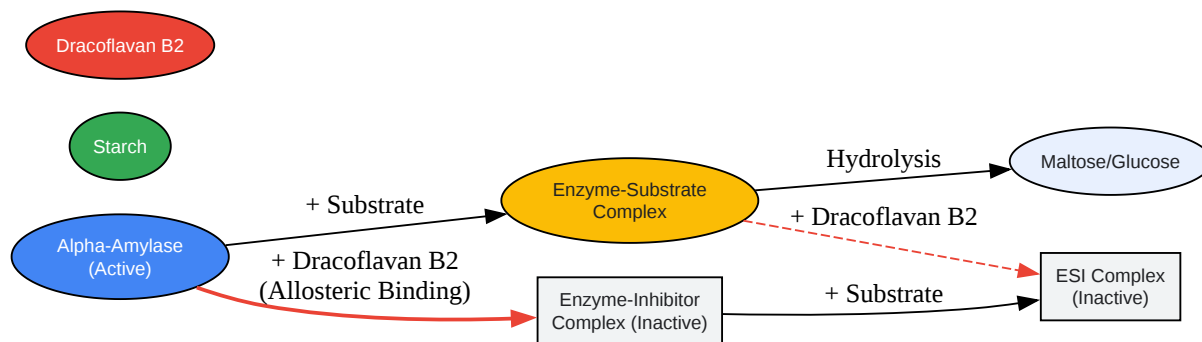 Dracoflavan B2
Starch
Alpha-Amylase
(Active)
+ Substrate
+ Dracoflavan B2
(Allosteric Binding)
Enzyme-Substrate
Complex
Enzyme-Inhibitor
Complex (Inactive)
Hydrolysis
+ Dracoflavan B2
+ Substrate
Maltose/Glucose
ESI Complex
(Inactive)